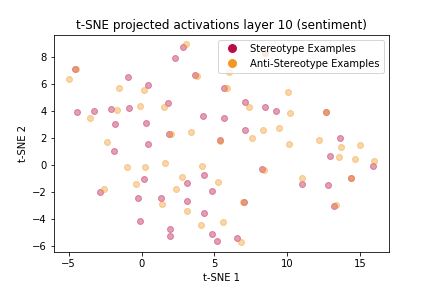 t-SNE projected activations layer 10 (sentiment)
Stereotype Examples
Anti-Stereotype Examples
t-SNE 2
8
6
4
2
0
−2
−4
−6
−5 0 5 10 15
t-SNE 1